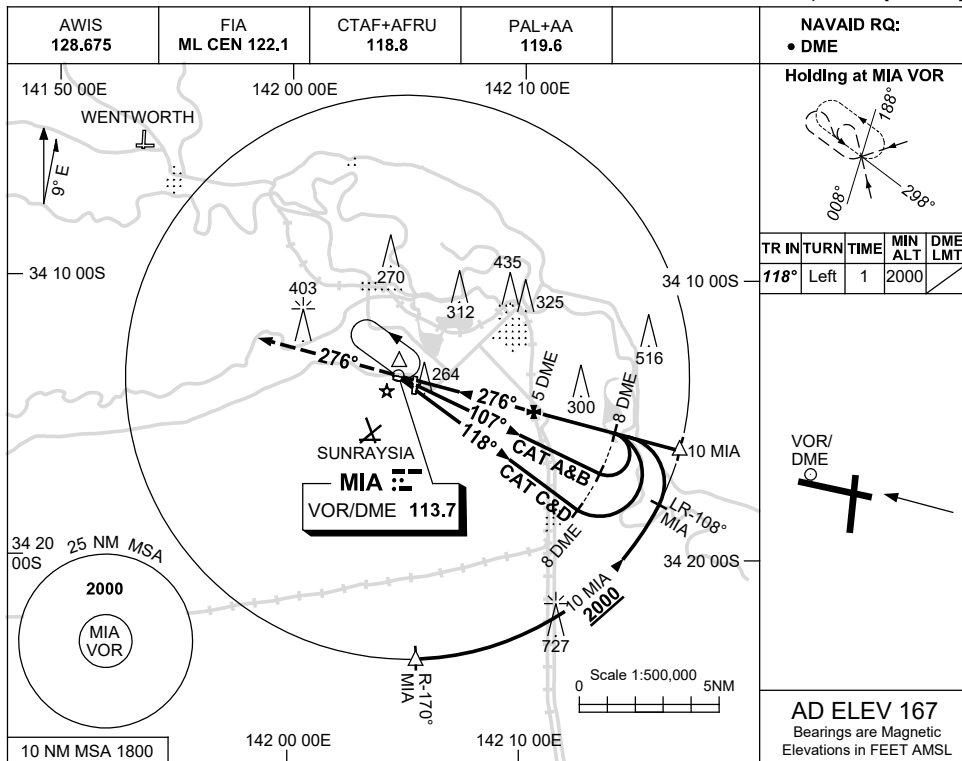 AWIS
128.675
FIA
ML CEN 122.1
CTAF+AFRU
118.8
PAL+AA
119.6
NAVAID RQ:
• DME
141 50 00E
142 00 00E
142 10 00E
WENTWORTH
9° E
34 10 00S
34 10 00S
403
270
312
435
325
516
300
264
276°
276°
107°
118°
CAT A&B
CAT C&D
5 DME
8 DME
8 DME
10 MIA
LR-108°
MIA
SUNRAYSIA
MIA
VOR/DME 113.7
34 20
00S
34 20 00S
25 NM MSA
2000
MIA
VOR
10 MIA
2000
727
R-170°
MIA
Scale 1:500,000
0
5NM
10 NM MSA 1800
142 00 00E
142 10 00E
Holding at MIA VOR
188°
008°
298°
TR IN TURN TIME MIN ALT DME LMT
118° Left 1 2000
VOR/
DME
AD ELEV 167
Bearings are Magnetic
Elevations in FEET AMSL